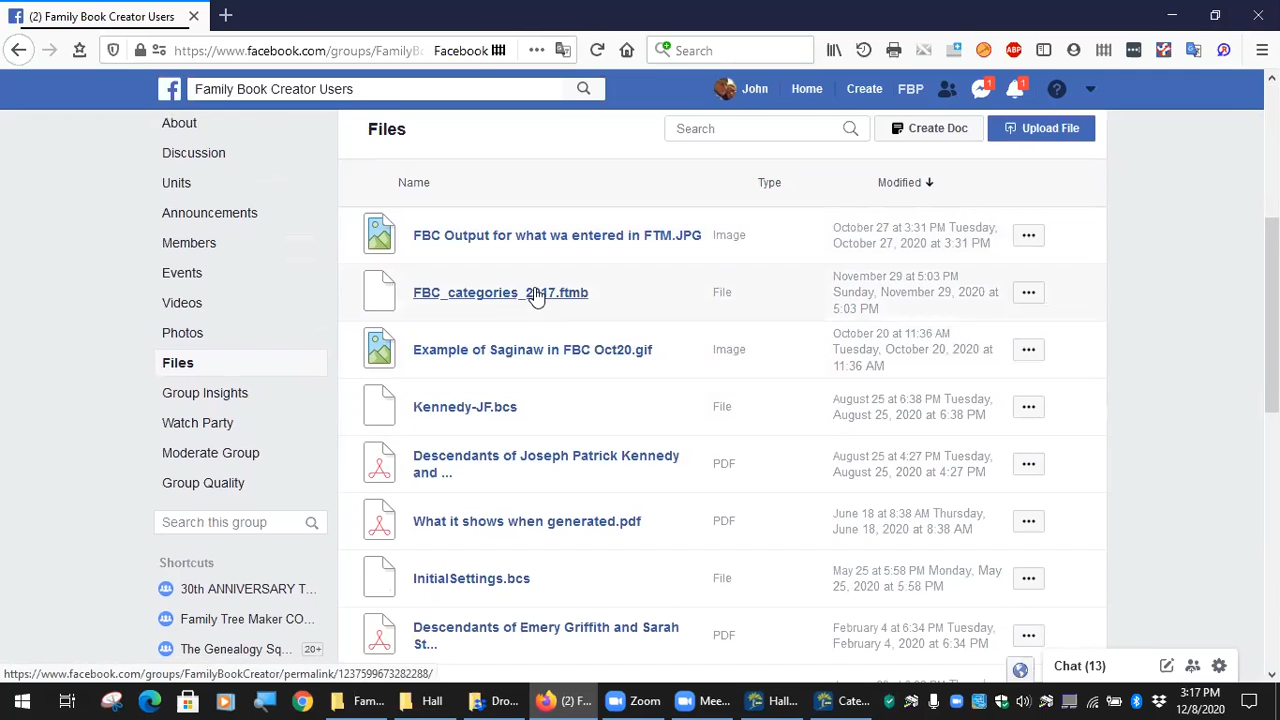 (2) Family Book Creator Users
https://www.facebook.com/groups/FamilyBo
Facebook
Search
Family Book Creator Users
John
Home
Create
FBP
1
1
About
Discussion
Units
Announcements
Members
Events
Videos
Photos
Files
Group Insights
Watch Party
Moderate Group
Group Quality
Search this group
Shortcuts
30th ANNIVERSARY T...
Family Tree Maker CO...
The Genealogy Sq...
20+
Files
Search
Create Doc
Upload File
Name
Type
Modified
FBC Output for what wa entered in FTM.JPG
Image
October 27 at 3:31 PM Tuesday,
October 27, 2020 at 3:31 PM
FBC_categories_2017.ftmb
File
November 29 at 5:03 PM
Sunday, November 29, 2020 at
5:03 PM
Example of Saginaw in FBC Oct20.gif
Image
October 20 at 11:36 AM
Tuesday, October 20, 2020 at
11:36 AM
Kennedy-JF.bcs
File
August 25 at 6:38 PM Tuesday,
August 25, 2020 at 6:38 PM
Descendants of Joseph Patrick Kennedy
and ...
PDF
August 25 at 4:27 PM Tuesday,
August 25, 2020 at 4:27 PM
What it shows when generated.pdf
PDF
June 18 at 8:38 AM Thursday,
June 18, 2020 at 8:38 AM
InitialSettings.bcs
File
May 25 at 5:58 PM Monday, May
25, 2020 at 5:58 PM
Descendants of Emery Griffith and Sarah
St...
PDF
February 4 at 6:34 PM Tuesday,
February 4, 2020 at 6:34 PM
https://www.facebook.com/groups/FamilyBookCreator/permalink/1237599673282288/
Chat (13)
Fam...
Hall
Dro...
(2) F...
Zoom
Mee...
Hall...
Cate...
3:17 PM
12/8/2020